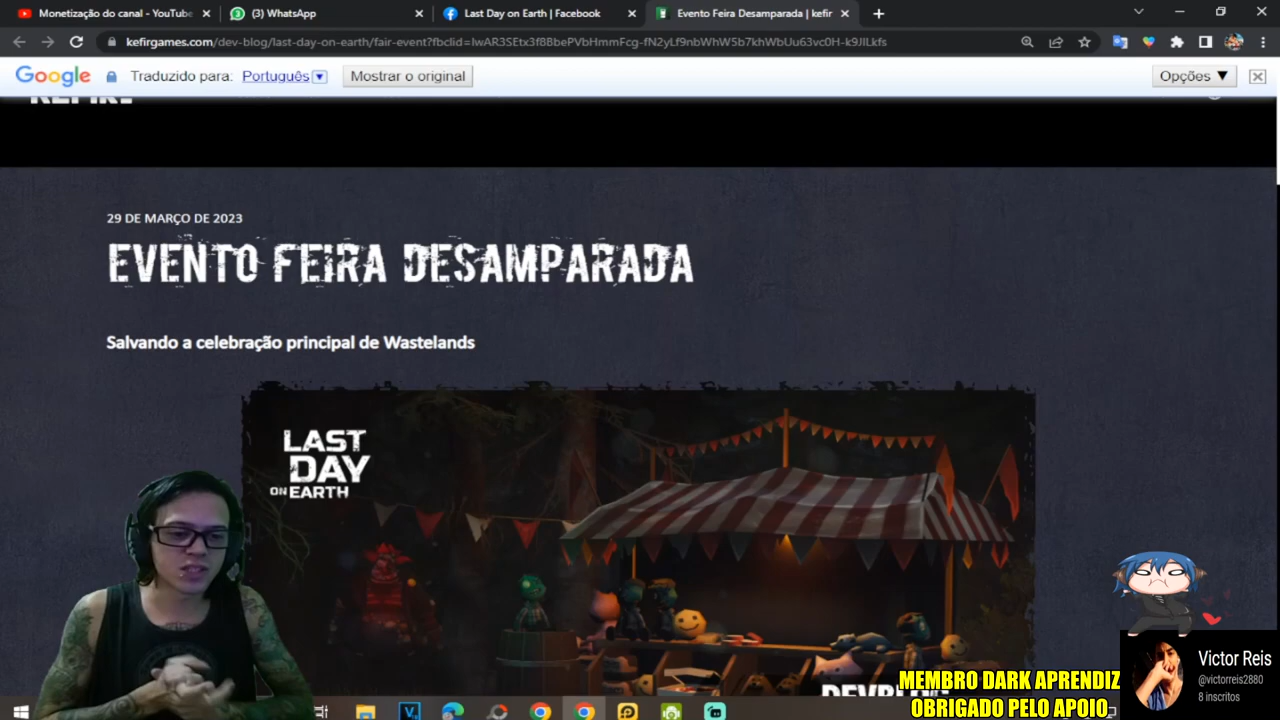 Monetização do canal - YouTube
(3) WhatsApp
Last Day on Earth | Facebook
Evento Feira Desamparada | kefir
kefirgames.com/dev-blog/last-day-on-earth/fair-event?fbclid=
Google
Traduzido para: Português
Mostrar o original
Opções ▼
29 DE MARÇO DE 2023
EVENTO FEIRA DESAMPARADA
Salvando a celebração principal de Wastelands
LAST
DAY
ON EARTH
Victor Reis
@victorreis2880
8 inscritos
MEMBRO DARK APRENDIZ
OBRIGADO PELO APOIO